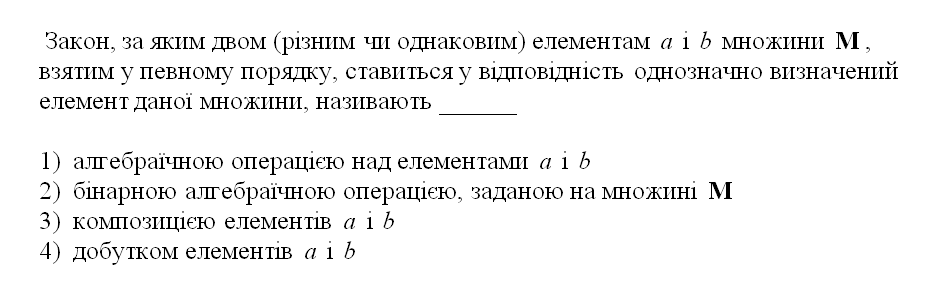 Закон, за яким двом (різним чи однаковим) елементам a і b множини M ,
взятим у певному порядку, ставиться у відповідність однозначно визначений
елемент даної множини, називають ______
1) алгебраїчною операцією над елементами a і b
2) бінарною алгебраїчною операцією, заданою на множині M
3) композицією елементів a і b
4) добутком елементів a і b